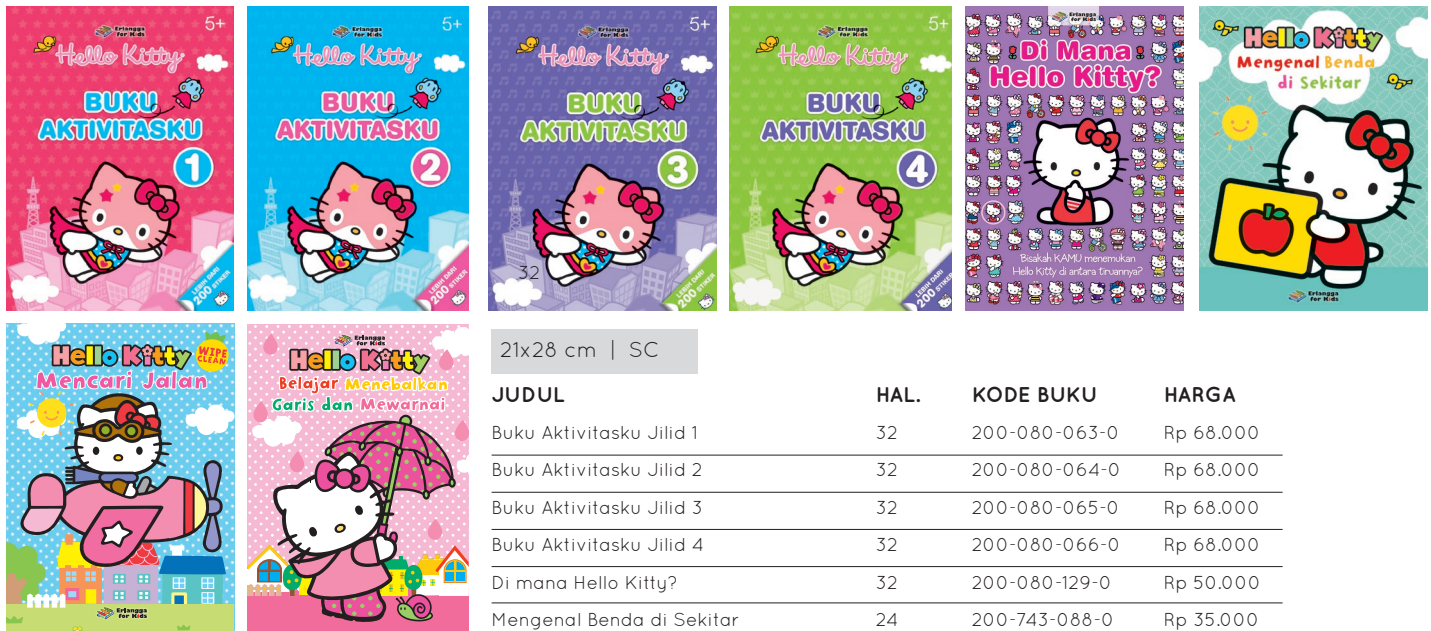 Erlangga
for Kids
5+
Hello Kitty
BUKU
AKTIVITASKU
1
LEBIH DARI
200 STIKER
Erlangga
for Kids
5+
Hello Kitty
BUKU
AKTIVITASKU
2
LEBIH DARI
200 STIKER
Erlangga
for Kids
5+
Hello Kitty
BUKU
AKTIVITASKU
3
32
LEBIH DARI
200 STIKER
Erlangga
for Kids
5+
Hello Kitty
BUKU
AKTIVITASKU
4
LEBIH DARI
200 STIKER
Erlangga
for Kids
Di Mana
Hello Kitty?
Bisakah KAMU menemukan
Hello Kitty di antara tiruannya?
Hello Kitty
Mengenal Benda
di Sekitar
Erlangga
for Kids
Hello Kitty
WIPE
CLEAN
Mencari Jalan
Erlangga
for Kids
Erlangga
for Kids
Hello Kitty
Belajar Menebalkan
Garis dan Mewarnai
21x28 cm | SC
JUDUL HAL. KODE BUKU HARGA
Buku Aktivitasku Jilid 1 32 200-080-063-0 Rp 68.000
Buku Aktivitasku Jilid 2 32 200-080-064-0 Rp 68.000
Buku Aktivitasku Jilid 3 32 200-080-065-0 Rp 68.000
Buku Aktivitasku Jilid 4 32 200-080-066-0 Rp 68.000
Di mana Hello Kitty? 32 200-080-129-0 Rp 50.000
Mengenal Benda di Sekitar 24 200-743-088-0 Rp 35.000